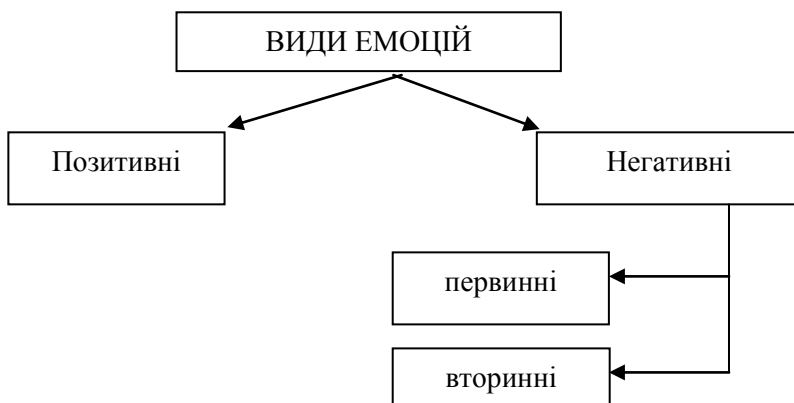 ВИДИ ЕМОЦІЙ
Позитивні
Негативні
первинні
вторинні